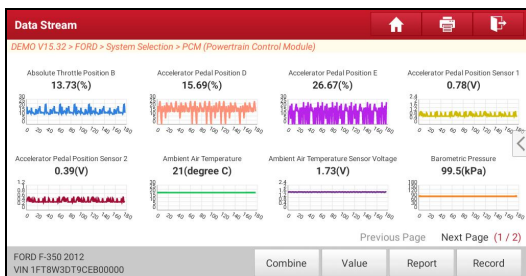 Data Stream
DEMO V15.32 > FORD > System Selection > PCM (Powertrain Control Module)
Absolute Throttle Position B
13.73(%)
Accelerator Pedal Position D
15.69(%)
Accelerator Pedal Position E
26.67(%)
Accelerator Pedal Position Sensor 1
0.78(V)
Accelerator Pedal Position Sensor 2
0.39(V)
Ambient Air Temperature
21(degree C)
Ambient Air Temperature Sensor Voltage
1.73(V)
Barometric Pressure
99.5(kPa)
Previous Page Next Page (1 / 2)
FORD F-350 2012
VIN 1FT8W3DT9CEB00000
Combine Value Report Record